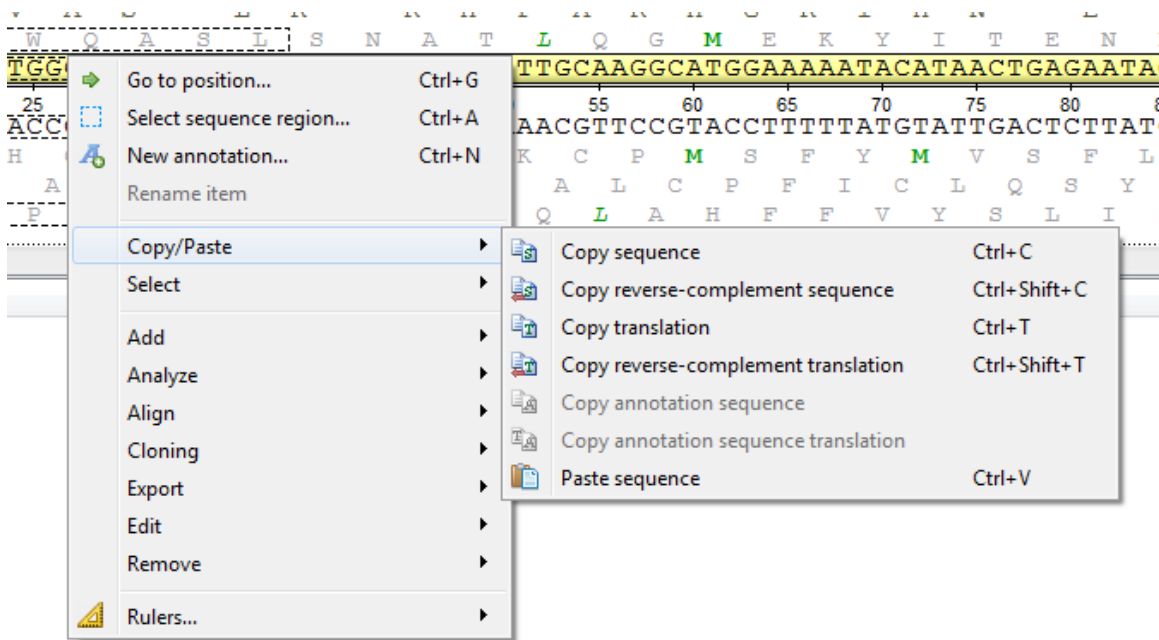 W Q A S L S N A T L Q G M E K Y I T E N
TGG TTGCAAGGCATGGAAAAATACATAACTGAGAATA
25 55 60 65 70 75 80
ACC AACGTTCCGTACCTTTTTATGTATTGACTCTTAT
H K C P M S F Y M V S F L
A A L C P F I C L Q S Y
P Q L A H F F V Y S L I
Go to position... Ctrl+G
Select sequence region... Ctrl+A
New annotation... Ctrl+N
Rename item
Copy/Paste
Select
Add
Analyze
Align
Cloning
Export
Edit
Remove
Rulers...
Copy sequence Ctrl+C
Copy reverse-complement sequence Ctrl+Shift+C
Copy translation Ctrl+T
Copy reverse-complement translation Ctrl+Shift+T
Copy annotation sequence
Copy annotation sequence translation
Paste sequence Ctrl+V